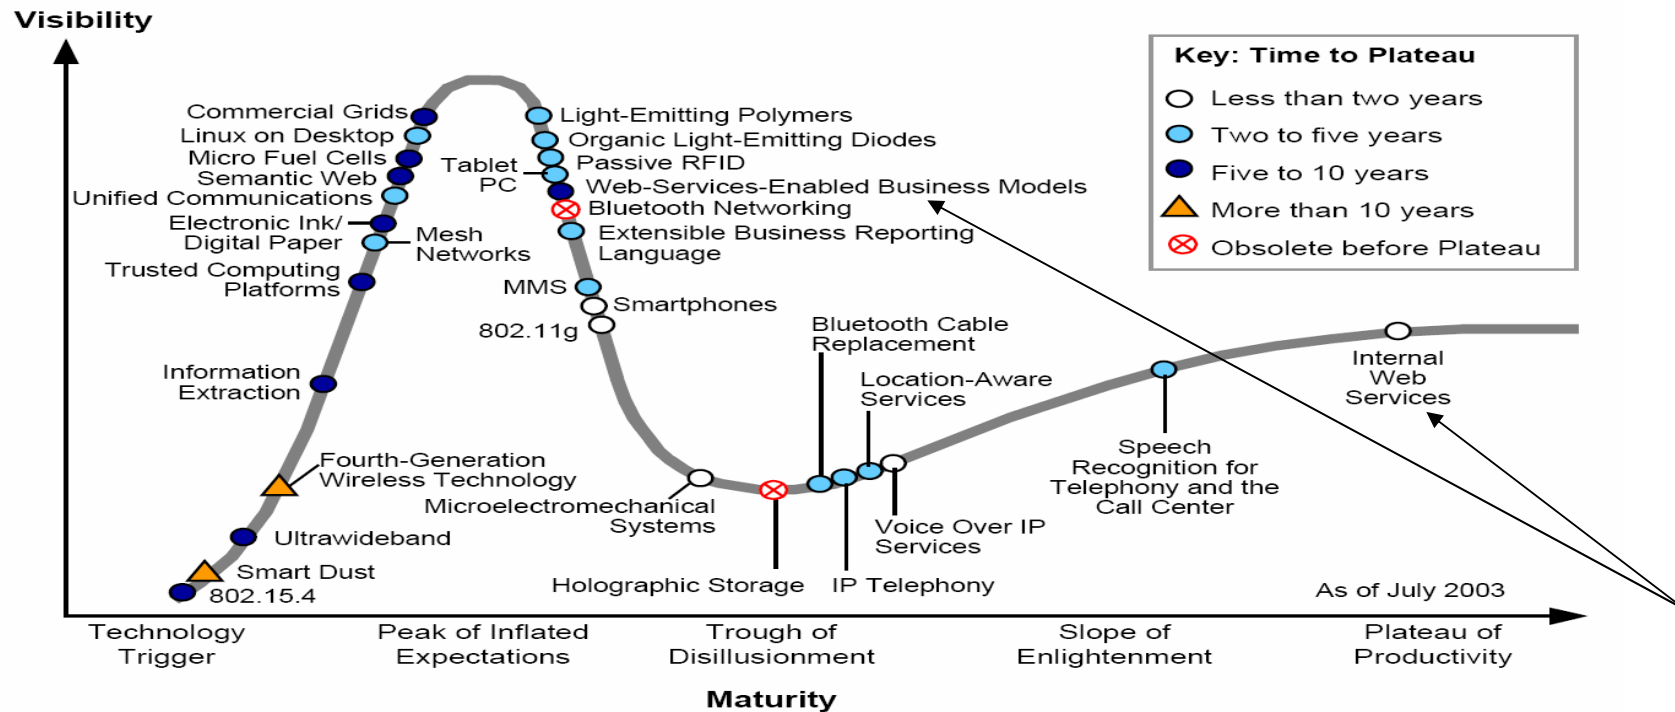 Visibility
Key: Time to Plateau
Less than two years
Two to five years
Five to 10 years
More than 10 years
Obsolete before Plateau
Commercial Grids
Linux on Desktop
Micro Fuel Cells
Semantic Web
Unified Communications
Electronic Ink/
Digital Paper
Mesh
Networks
Trusted Computing
Platforms
Information
Extraction
Fourth-Generation
Wireless Technology
Ultrawideband
Smart Dust
802.15.4
Light-Emitting Polymers
Organic Light-Emitting Diodes
Passive RFID
Tablet
PC
Web-Services-Enabled Business Models
Bluetooth Networking
Extensible Business Reporting
Language
MMS
Smartphones
802.11g
Microelectromechanical
Systems
Holographic Storage
Bluetooth Cable
Replacement
IP Telephony
Location-Aware
Services
Voice Over IP
Services
Speech
Recognition for
Telephony and the
Call Center
Internal
Web
Services
As of July 2003
Technology
Trigger
Peak of Inflated
Expectations
Trough of
Disillusionment
Slope of
Enlightenment
Plateau of
Productivity
Maturity